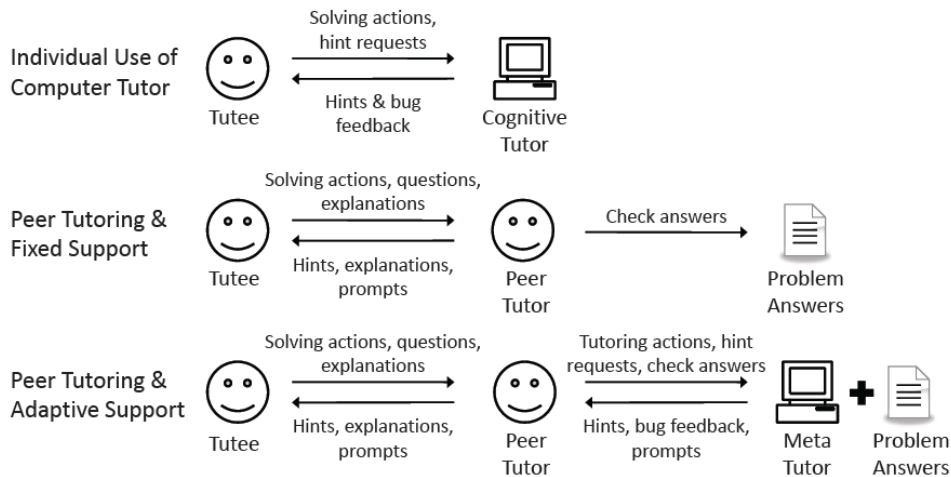 Individual Use of
Computer Tutor
Solving actions,
hint requests
Hints & bug
feedback
Tutee
Cognitive
Tutor
Peer Tutoring &
Fixed Support
Solving actions, questions,
explanations
Hints, explanations,
prompts
Tutee
Peer
Tutor
Check answers
Problem
Answers
Peer Tutoring &
Adaptive Support
Solving actions, questions,
explanations
Hints, explanations,
prompts
Tutee
Peer
Tutor
Tutoring actions, hint
requests, check answers
Hints, bug feedback,
prompts
Meta
Tutor
Problem
Answers